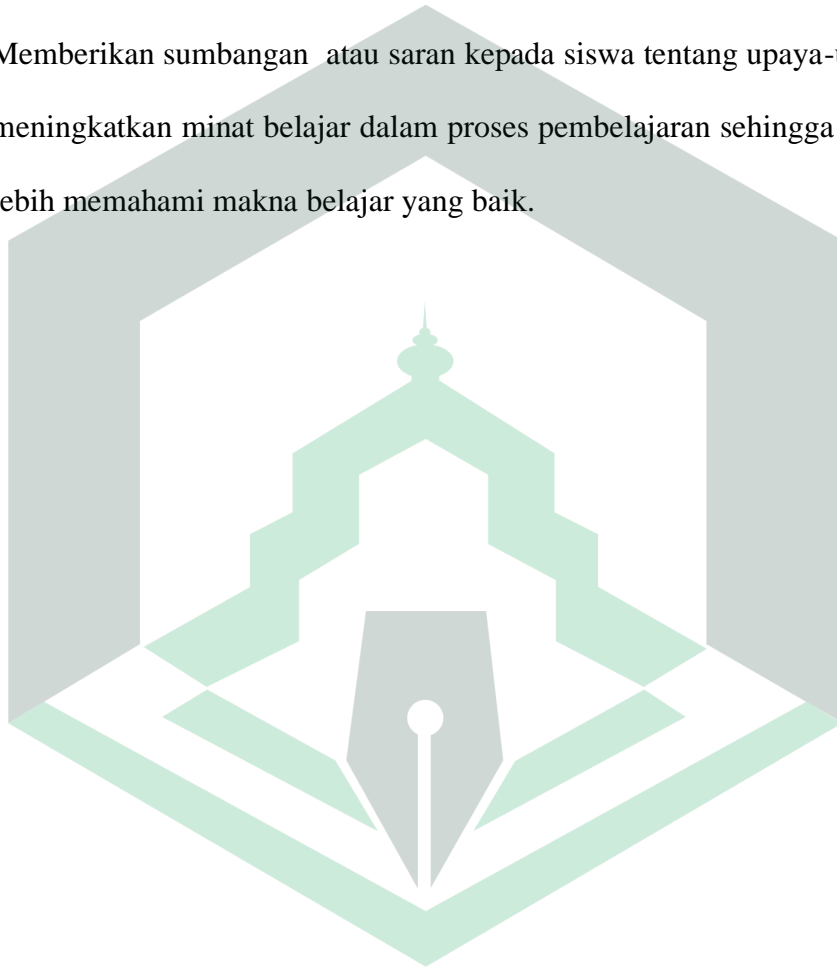 Memberikan sumbangan atau saran kepada siswa tentang upaya-
meningkatkan minat belajar dalam proses pembelajaran sehingga
lebih memahami makna belajar yang baik.